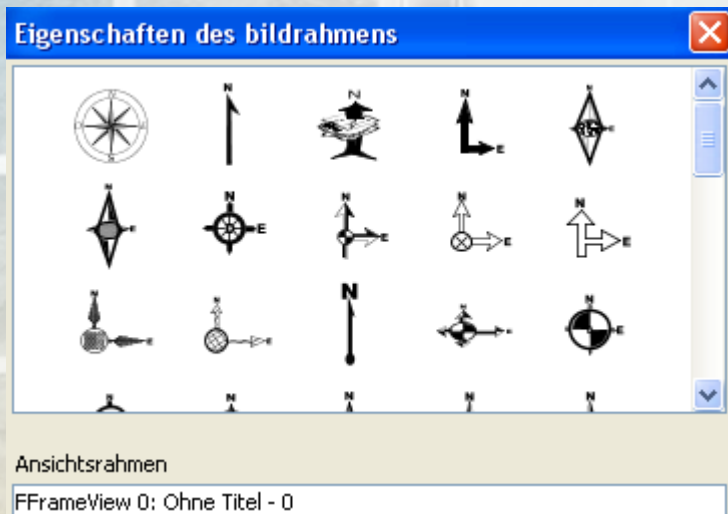 Eigenschaften des bildrahmens
N N N
N E
N E
N E
N E
N E
N N E
N
N
E
N E
N E
N
N E
N N N N
Ansichtsrahmen
FFrameView 0: Ohne Titel - 0